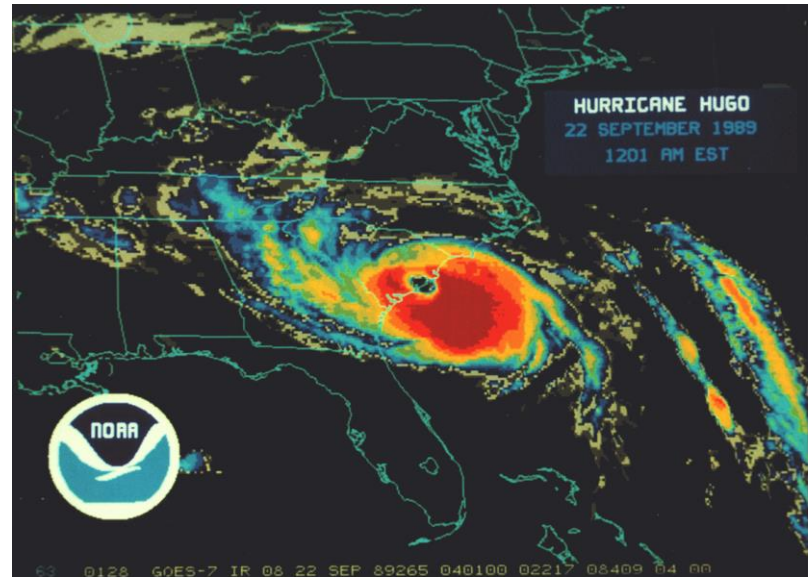 HURRICANE HUGO
22 SEPTEMBER 1989
1201 AM EST
NOAA
63 0128 GOES-7 IR 08 22 SEP 89265 040100 02217 08409 04 00